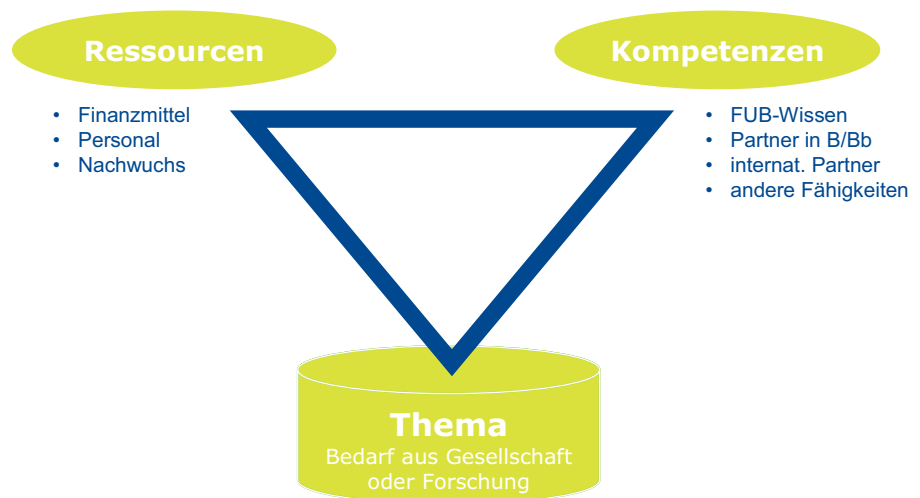 Ressourcen
• Finanzmittel
• Personal
• Nachwuchs
Kompetenzen
• FUB-Wissen
• Partner in B/Bb
• internat. Partner
• andere Fähigkeiten
Thema
Bedarf aus Gesellschaft
oder Forschung